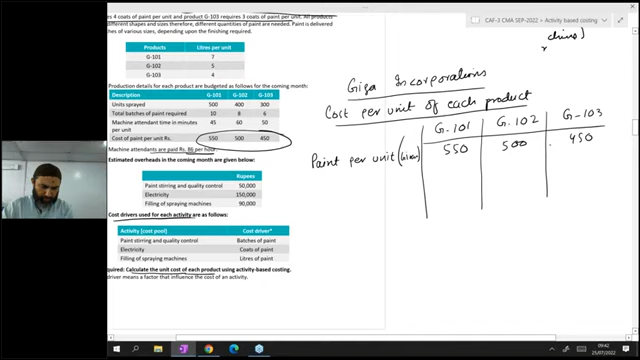 es 4 coats of paint per unit and product G-103 requires 3 coats of paint per unit. All products
different shapes and sizes therefore, different quantities of paint are needed. Paint is delivered
ches of various sizes, depending upon the finishing required.
Products Litres per unit
G-101 7
G-102 5
G-103 4
Production details for each product are budgeted as follows for the coming month:
Description G-101 G-102 G-103
Units sprayed 500 400 300
Total batches of paint required 10 8 6
Machine attendant time in minutes per unit 45 60 50
Cost of paint per unit Rs. 550 500 450
Machine attendants are paid Rs. 86 per hour.
Estimated overheads in the coming month are given below:
Rupees
Paint stirring and quality control 50,000
Electricity 150,000
Filling of spraying machines 90,000
Cost drivers used for each activity are as follows:
Activity [cost pool] Cost driver*
Paint stirring and quality control Batches of paint
Electricity Coats of paint
Filling of spraying machines Litres of paint
quired: Calculate the unit cost of each product using activity-based costing.
driver means a factor that influence the cost of an activity.
CAF-3 CMA SEP-2022 > Activity based costing
Giga Incorporations
Cost per unit of each product
G-101 G-102 G-103
Paint per unit (Given) 550 500 450
09:42
25/07/2022